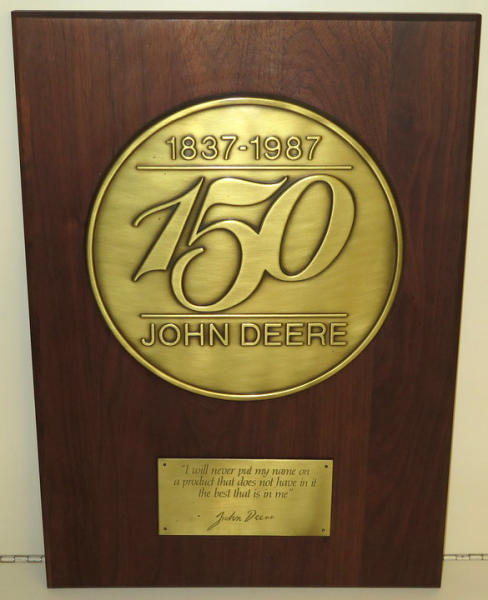 1837-1987
150
JOHN DEERE
"I will never put my name on
a product that does not have in it
the best that is in me"
John Deere